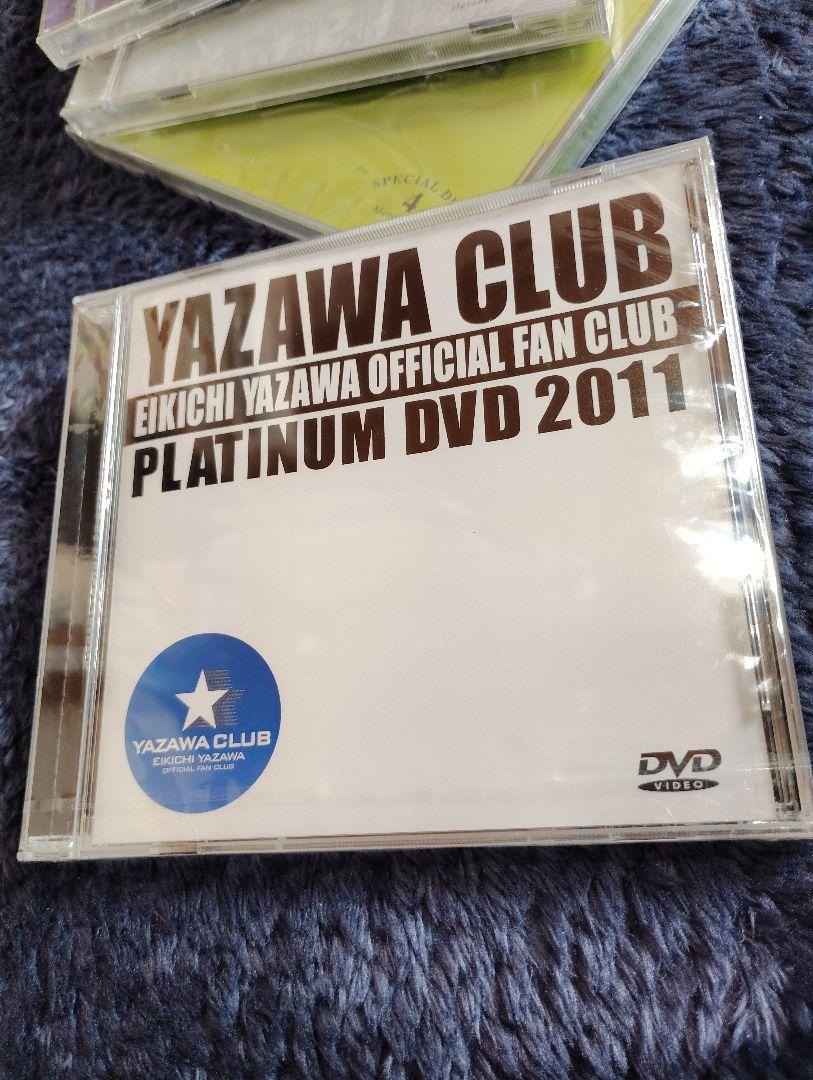 SPECIAL
4
YAZAWA CLUB
EIKICHI YAZAWA OFFICIAL FAN CLUB
PLATINUM DVD 2011
YAZAWA CLUB
EIKICHI YAZAWA
OFFICIAL FAN CLUB
DVD
VIDEO